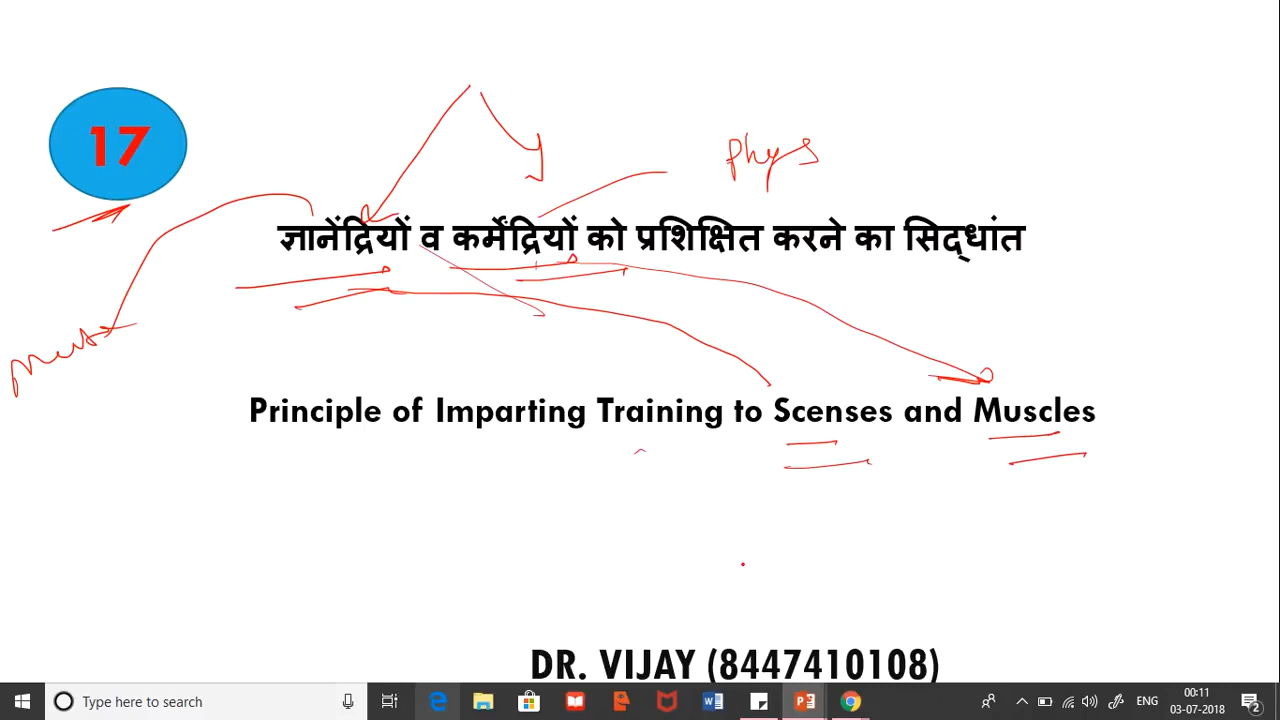 17
Phys
ज्ञानेंद्रियों व कर्मेंद्रियों को प्रशिक्षित करने का सिद्धांत
Principle of Imparting Training to Scenses and Muscles
DR. VIJAY (8447410108)
Type here to search
ENG
00:11
03-07-2018
2